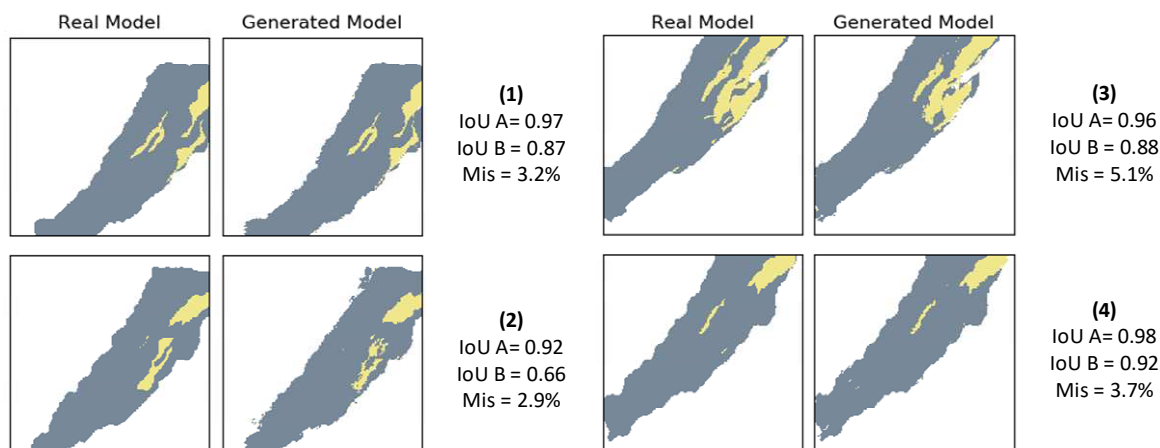 Real Model
Generated Model
(1)
IoU A= 0.97
IoU B = 0.87
Mis = 3.2%
(2)
IoU A= 0.92
IoU B = 0.66
Mis = 2.9%
Real Model
Generated Model
(3)
IoU A= 0.96
IoU B = 0.88
Mis = 5.1%
(4)
IoU A= 0.98
IoU B = 0.92
Mis = 3.7%